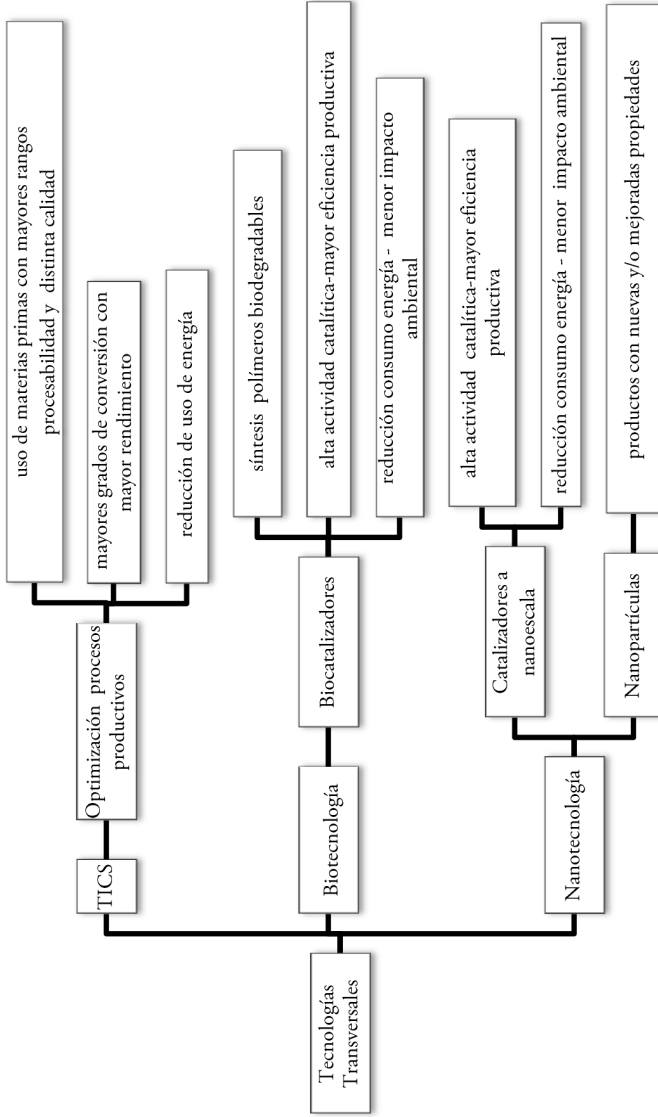 Tecnologías
Transversales
TICS
Optimización procesos
productivos
uso de materias primas con mayores rangos
procesabilidad y distinta calidad
mayores grados de conversión con
mayor rendimiento
reducción de uso de energía
Biotecnología
Biocatalizadores
síntesis polímeros biodegradables
alta actividad catalítica-mayor eficiencia productiva
reducción consumo energía - menor impacto
ambiental
Nanotecnología
Catalizadores a
nanoescala
alta actividad catalítica-mayor eficiencia
productiva
reducción consumo energía - menor impacto ambiental
Nanopartículas
productos con nuevas y/o mejoradas propiedades